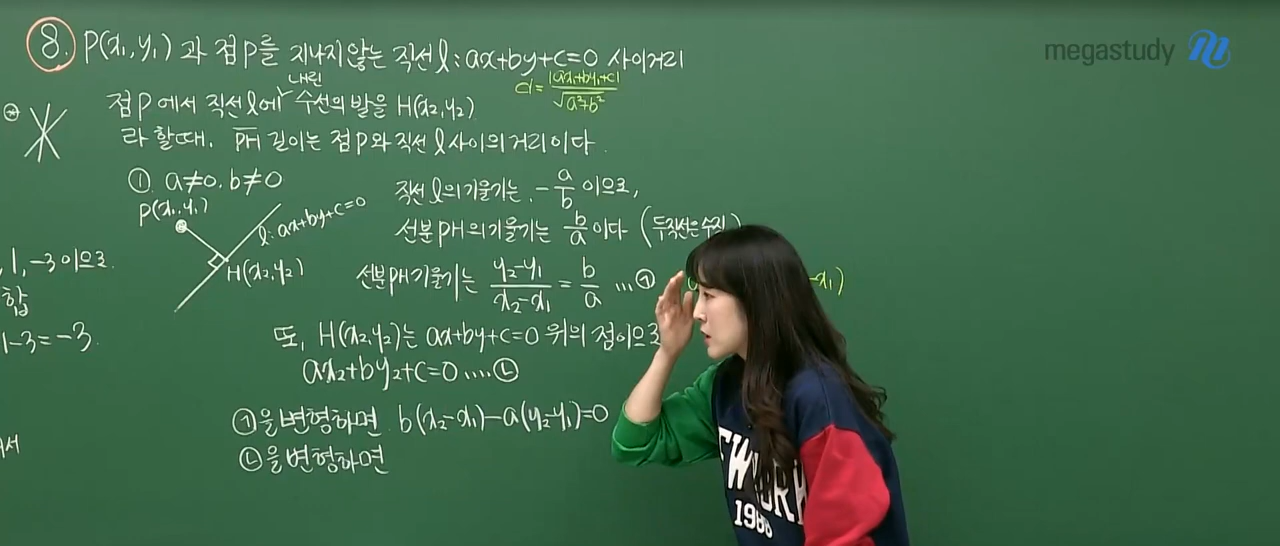 megastudy
⑧. P(x₁, y₁) 과 점P를 지나지않는 직선 l : ax+by+c=0 사이거리
d = |ax₁+by₁+c| / √(a²+b²)
내린
점P 에서 직선 l에 ∨ 수선의 발을 H(x₂, y₂)
라 할때. PH 길이는 점P와 직선 l 사이의 거리이다.
① a≠0. b≠0
P(x₁, y₁)
l : ax+by+c=0
H(x₂, y₂)
직선 l의 기울기는 -a/b 이므로,
선분 PH의 기울기는 b/a 이다 (두직선은수직)
선분 PH기울기는 (y₂-y₁)/(x₂-x₁) = b/a …㉠
-x₁)
또, H(x₂, y₂)는 ax+by+c=0 위의 점이므로
ax₂+by₂+c=0 ….㉡
㉠을변형하면 b(x₂-x₁)-a(y₂-y₁)=0
㉡을변형하면
, 1, -3이므로.
합
1-3=-3.
서
NEW YORK
1988